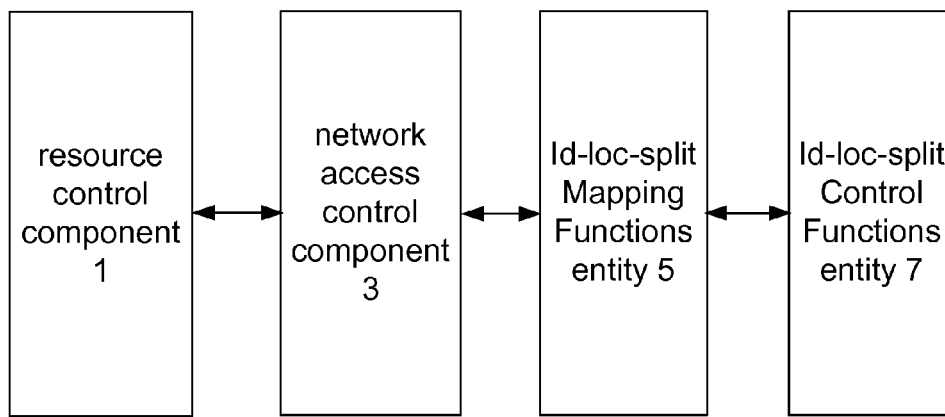 resource
control
component
1
network
access
control
component
3
Id-loc-split
Mapping
Functions
entity 5
Id-loc-split
Control
Functions
entity 7